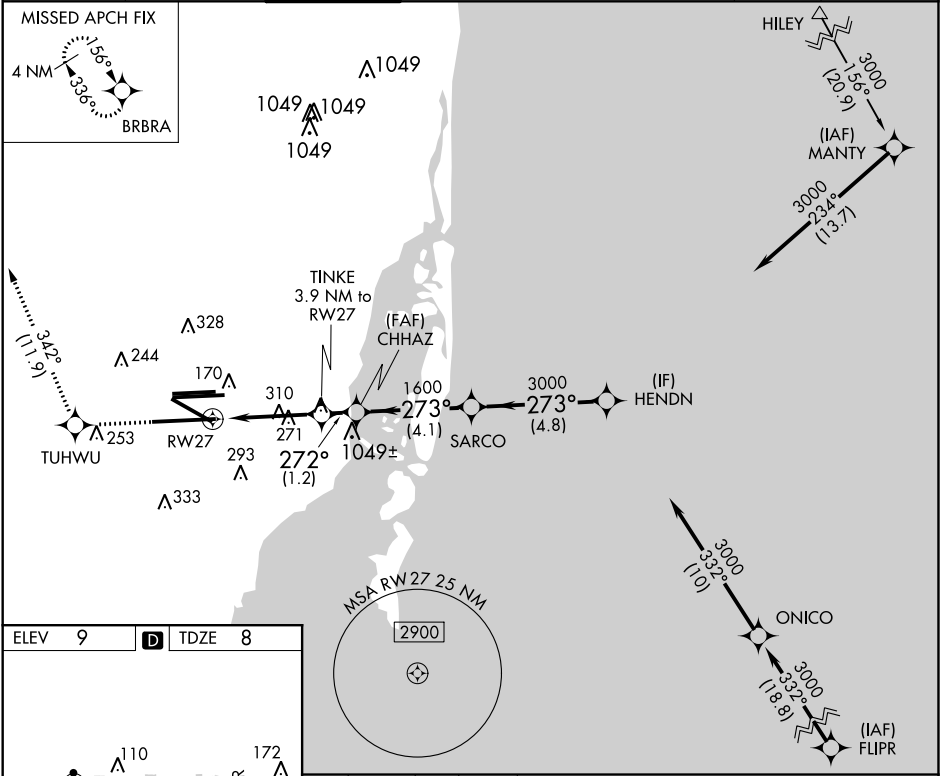 MISSED APCH FIX
4 NM
156°
336°
BRBRA
1049
1049
1049
1049
HILEY
3000
156°
(20.9)
(IAF)
MANTY
3000
234°
(13.7)
TINKE
3.9 NM to
RW27
(FAF)
CHHAZ
342°
(11.9)
328
244
170
310
271
1600
273°
(4.1)
SARCO
3000
273°
(4.8)
(IF)
HENDN
TUHWU
253
RW27
293
272°
(1.2)
1049±
333
MSA RW27 25 NM
2900
3000
332°
(10)
ONICO
3000
332°
(18.8)
(IAF)
FLIPR
ELEV 9
D
TDZE 8
110
172
R